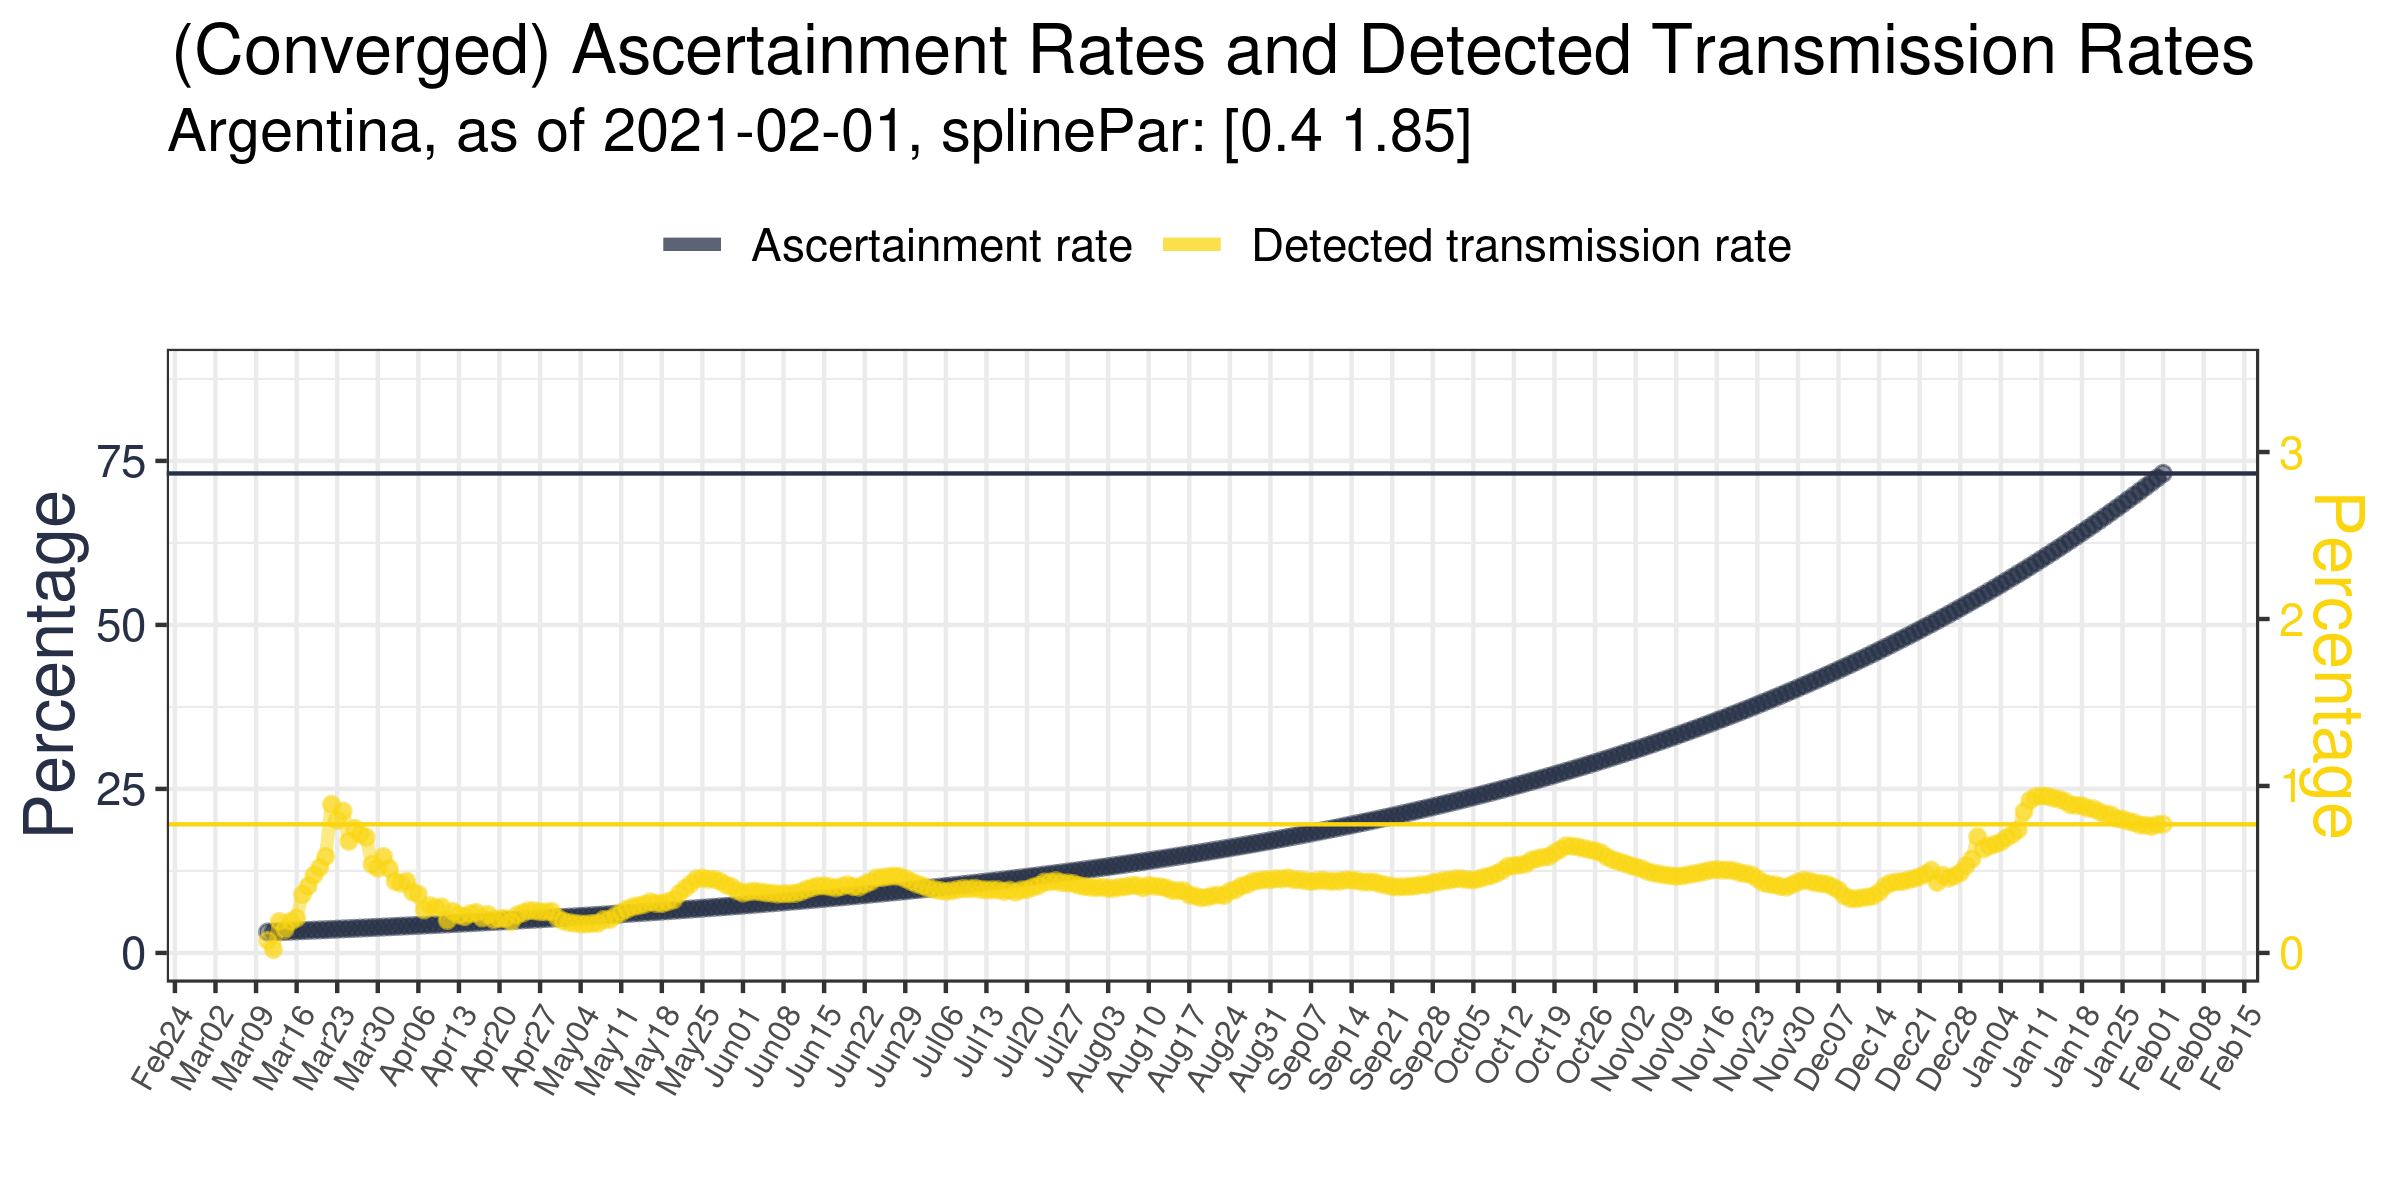 (Converged) Ascertainment Rates and Detected Transmission Rates
Argentina, as of 2021-02-01, splinePar: [0.4 1.85]
Ascertainment rate Detected transmission rate
Percentage
75
50
25
0
3
2
1
0
Percentage
Feb24 Mar02 Mar09 Mar16 Mar23 Mar30 Apr06 Apr13 Apr20 Apr27 May04 May11 May18 May25 Jun01 Jun08 Jun15 Jun22 Jun29 Jul06 Jul13 Jul20 Jul27 Aug03 Aug10 Aug17 Aug24 Aug31 Sep07 Sep14 Sep21 Sep28 Oct05 Oct12 Oct19 Oct26 Nov02 Nov09 Nov16 Nov23 Nov30 Dec07 Dec14 Dec21 Dec28 Jan04 Jan11 Jan18 Jan25 Feb01 Feb08 Feb15